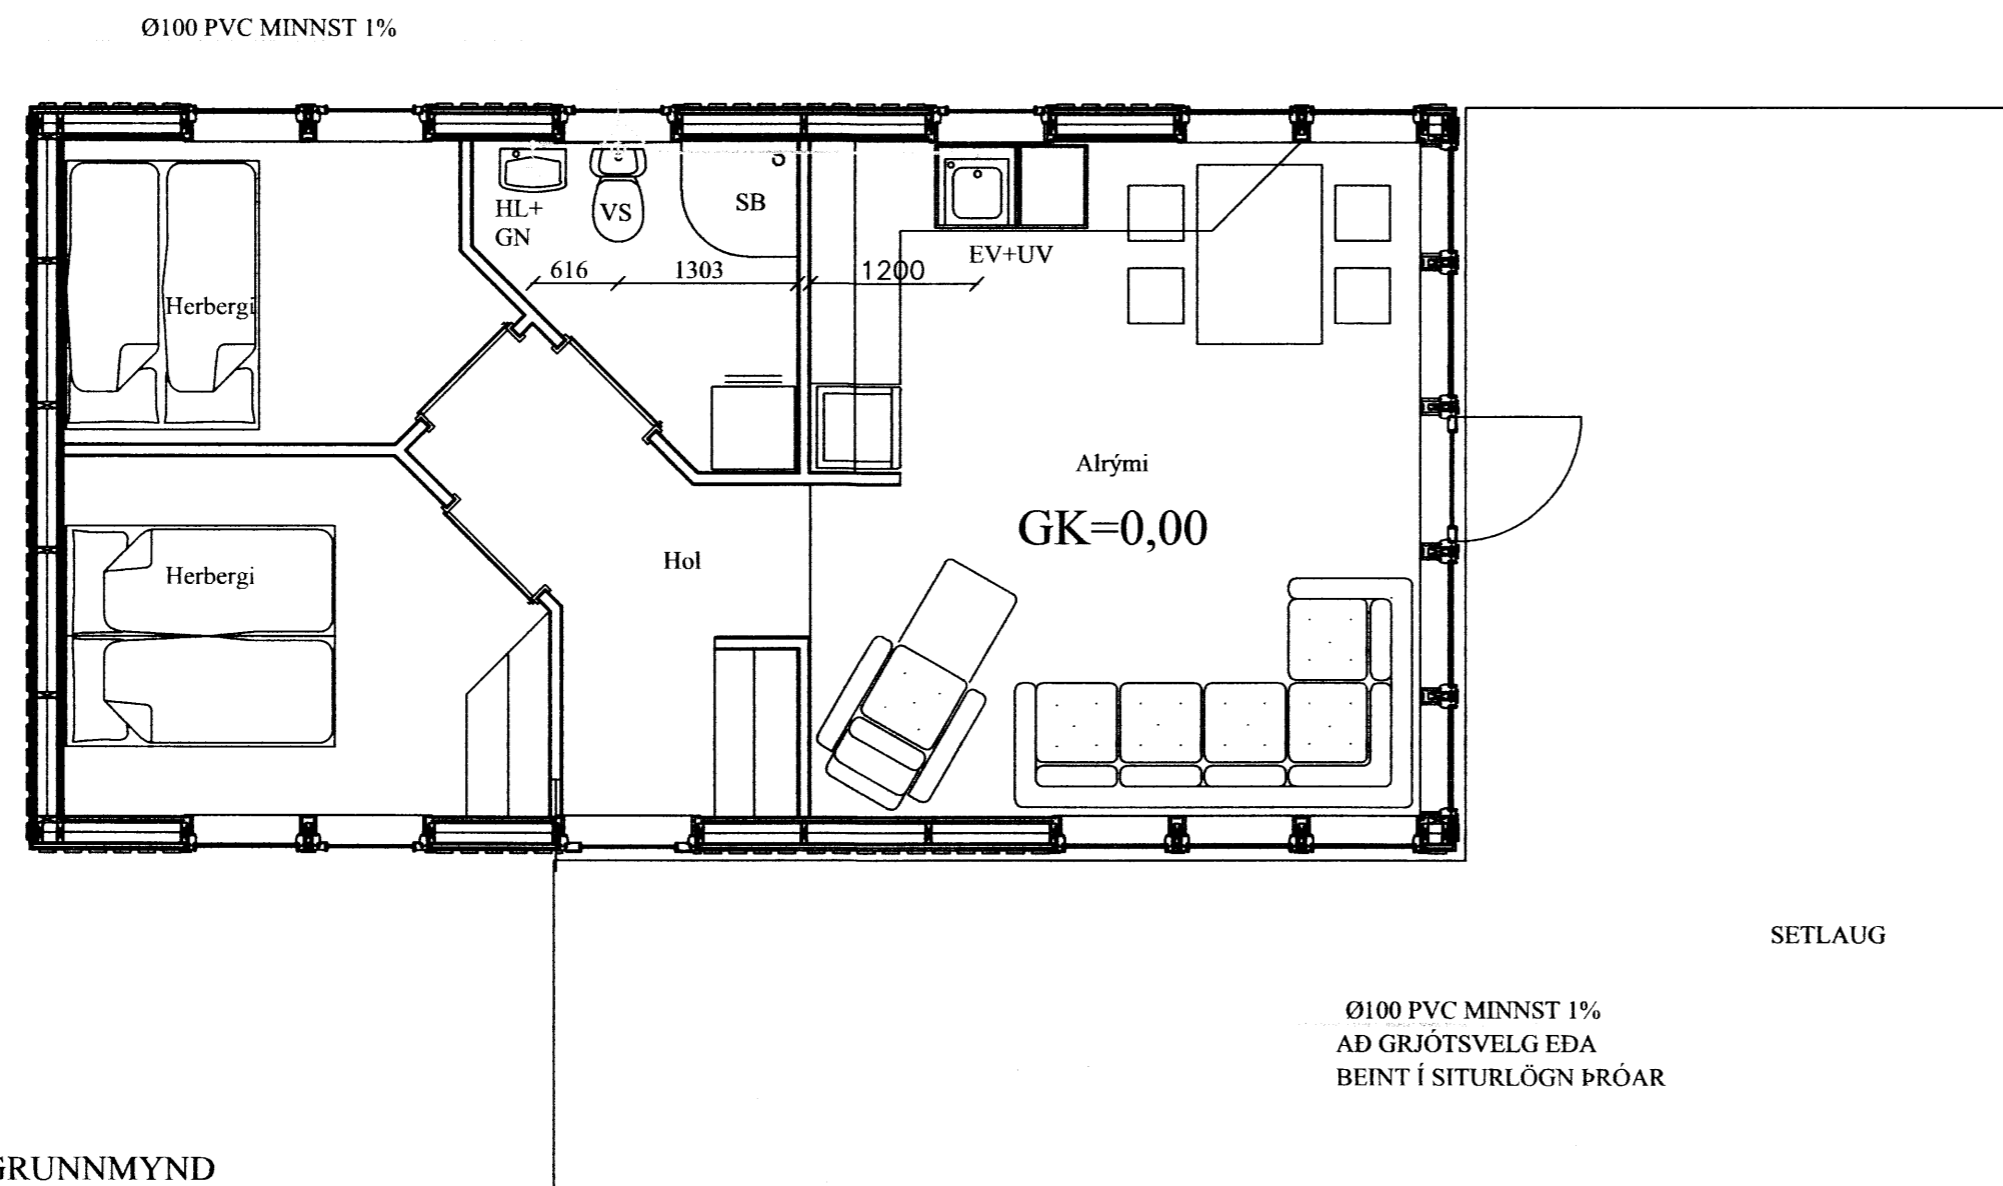 Ø100 PVC MINNST 1%
HL+
GN
VS
SB
616
1303
1200
EV+UV
Herbergi
Alrými
GK=0,00
Hol
Herbergi
SETLAUG
Ø100 PVC MINNST 1%
AÐ GRJÓTSVELG EÐA
BEINT Í SITURLÖGN ÞRÓAR
GRUNNMYND